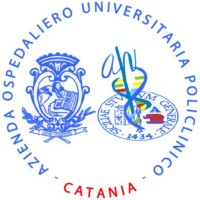 - AZIENDA OSPEDALIERO UNIVERSITARIA POLICLINICO -
CATANIA
1434